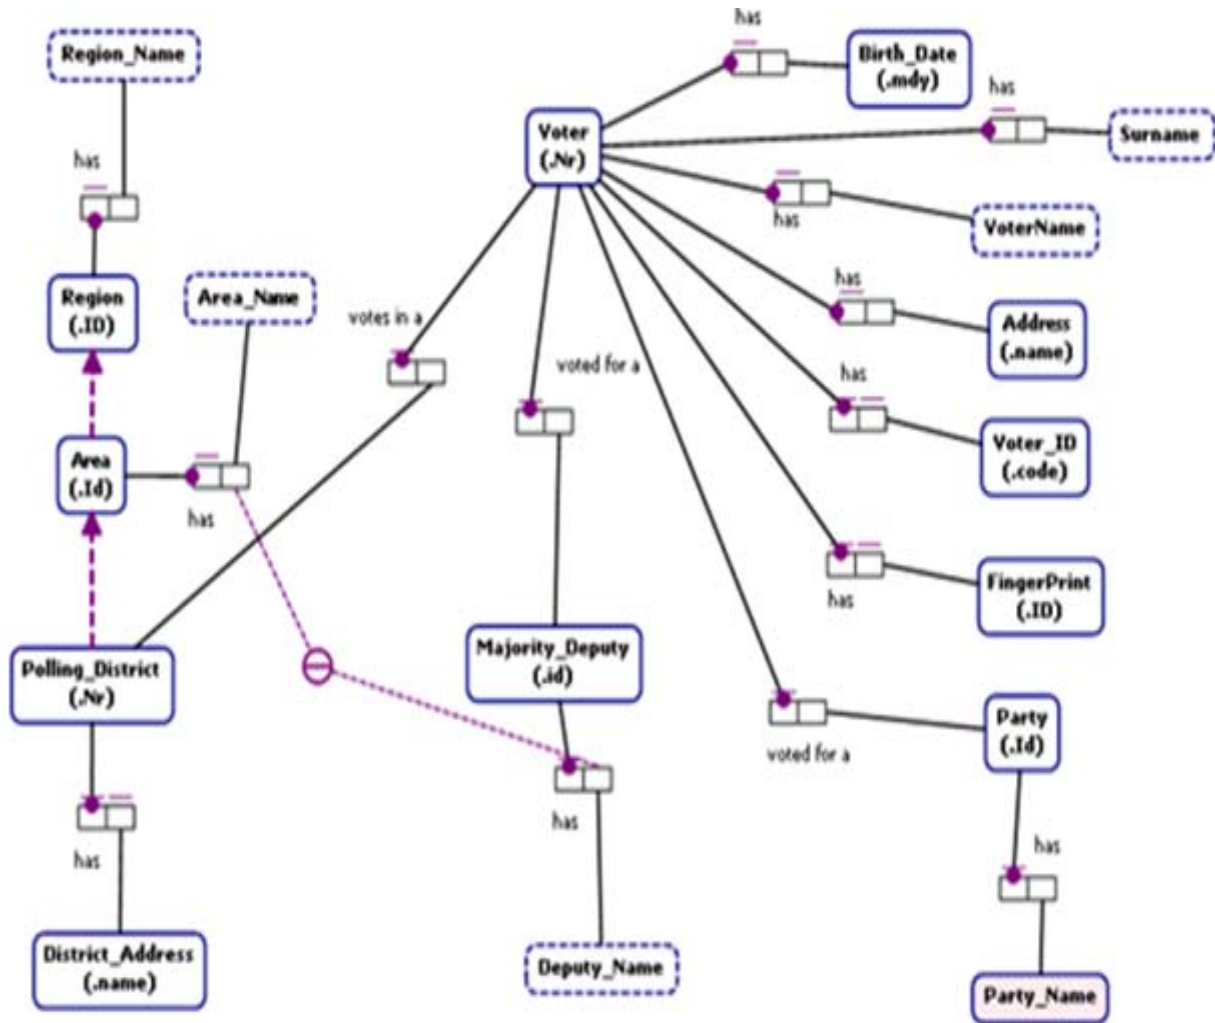 has
Region_Name
Birth_Date
(.mdy)
has
Voter
(.Nr)
Surname
has
has
VoterName
Region
(.ID)
Area_Name
has
votes in a
Address
(.name)
voted for a
has
Area
(.Id)
Voter_ID
(.code)
has
FingerPrint
(.ID)
has
Polling_District
(.Nr)
Majority_Deputy
(.id)
Party
(.Id)
voted for a
has
has
has
District_Address
(.name)
Deputy_Name
Party_Name